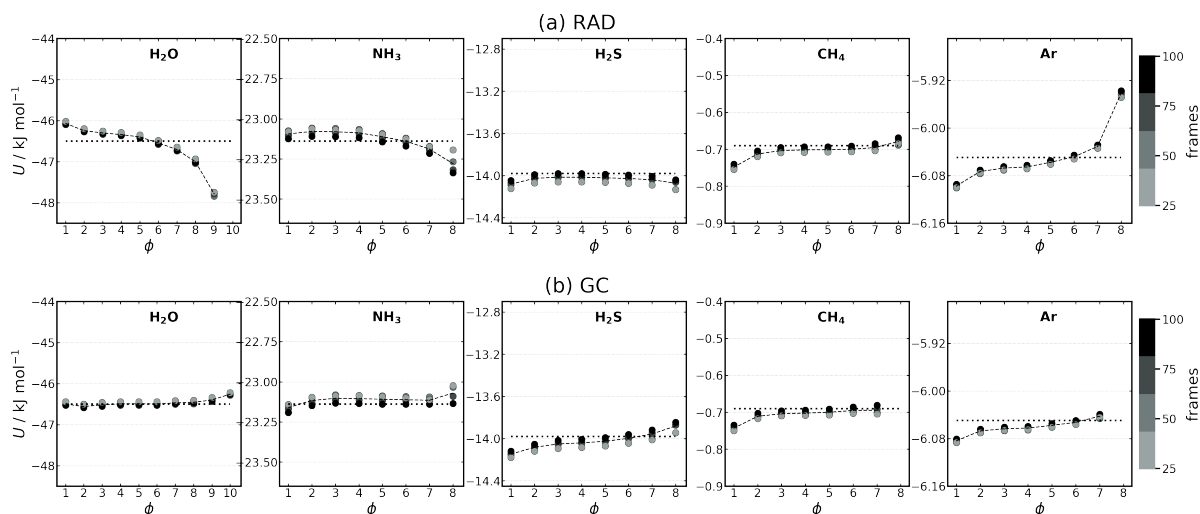 (a) RAD
H₂O
NH₃
H₂S
CH₄
Ar
U / kJ mol⁻¹
−44
−45
−46
−47
−48
1 2 3 4 5 6 7 8 9 10
ϕ
−22.50
−22.75
−23.00
−23.25
−23.50
1 2 3 4 5 6 7 8
ϕ
−12.8
−13.2
−13.6
−14.0
−14.4
1 2 3 4 5 6 7 8
ϕ
−0.4
−0.5
−0.6
−0.7
−0.8
−0.9
1 2 3 4 5 6 7 8
ϕ
−5.92
−6.00
−6.08
−6.16
1 2 3 4 5 6 7 8
ϕ
100
75
50
25
frames
(b) GC
H₂O
NH₃
H₂S
CH₄
Ar
U / kJ mol⁻¹
−44
−45
−46
−47
−48
1 2 3 4 5 6 7 8 9 10
ϕ
−22.50
−22.75
−23.00
−23.25
−23.50
1 2 3 4 5 6 7 8
ϕ
−12.8
−13.2
−13.6
−14.0
−14.4
1 2 3 4 5 6 7 8
ϕ
−0.4
−0.5
−0.6
−0.7
−0.8
−0.9
1 2 3 4 5 6 7 8
ϕ
−5.92
−6.00
−6.08
−6.16
1 2 3 4 5 6 7 8
ϕ
100
75
50
25
frames